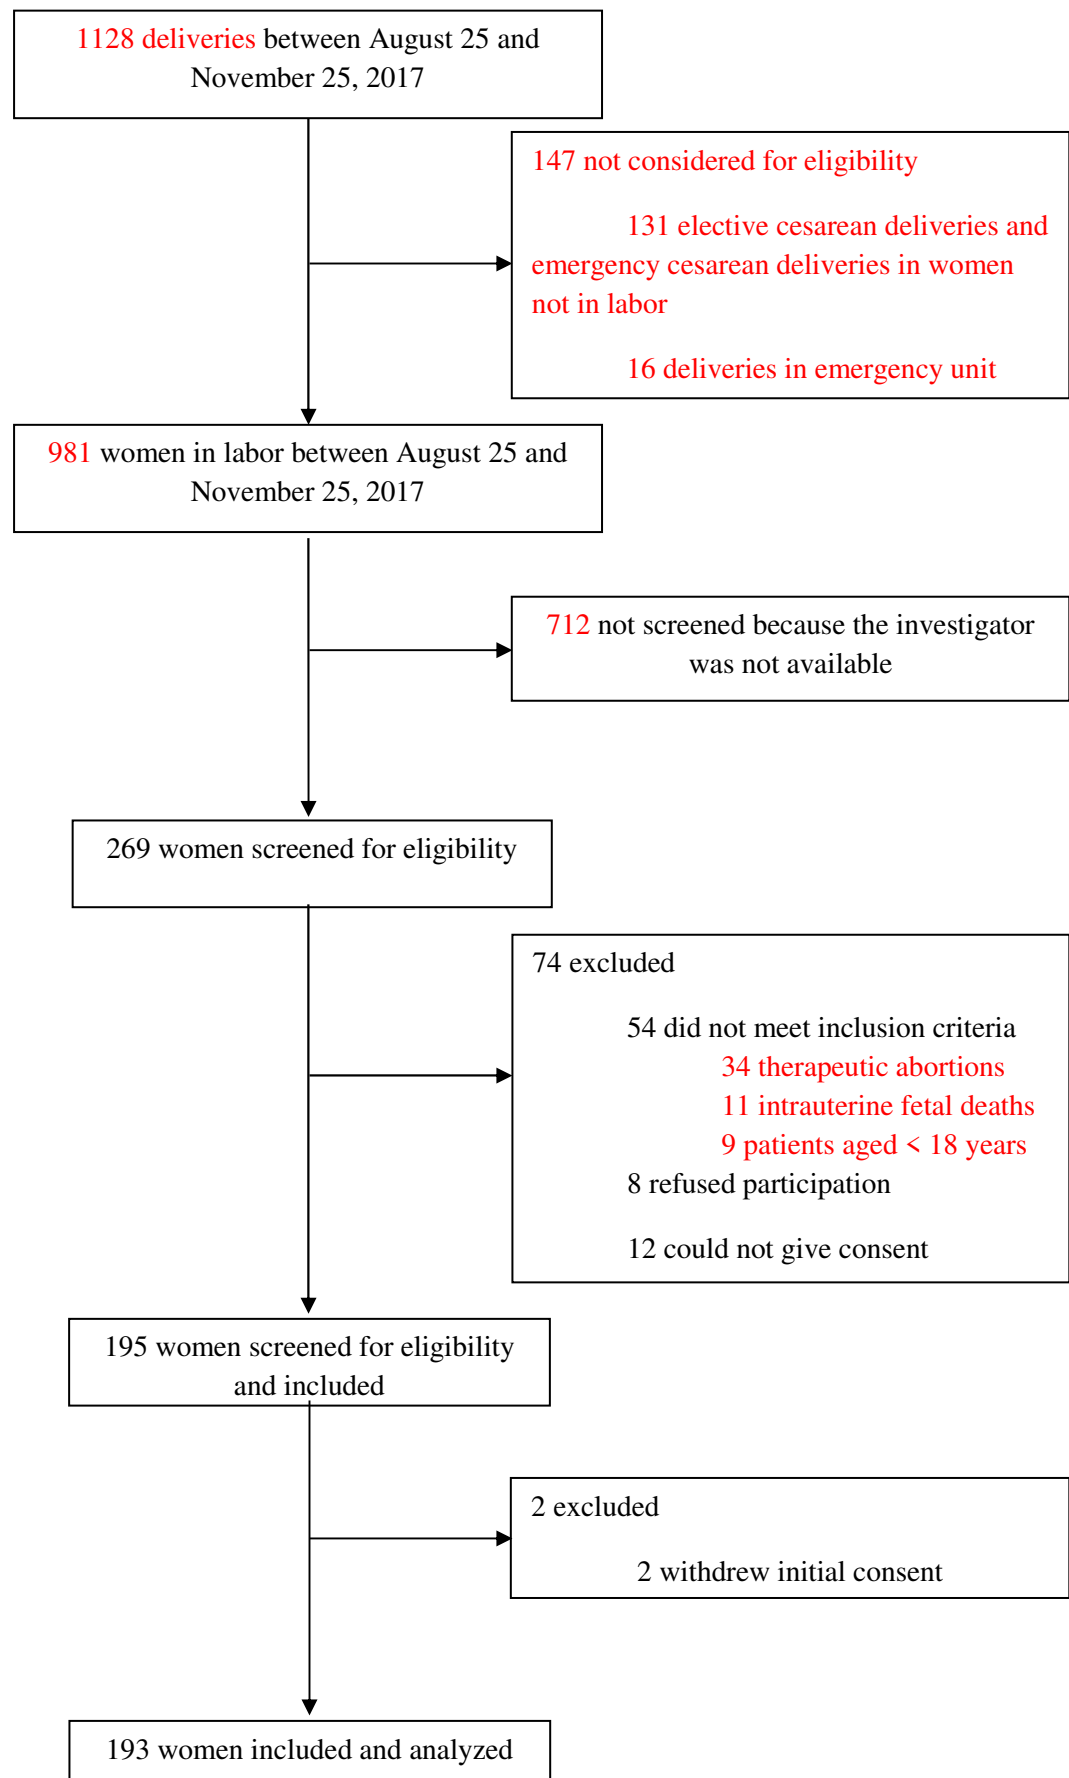 1128 deliveries between August 25 and
November 25, 2017
147 not considered for eligibility
131 elective cesarean deliveries and
emergency cesarean deliveries in women
not in labor
16 deliveries in emergency unit
981 women in labor between August 25 and
November 25, 2017
712 not screened because the investigator
was not available
269 women screened for eligibility
74 excluded
54 did not meet inclusion criteria
34 therapeutic abortions
11 intrauterine fetal deaths
9 patients aged < 18 years
8 refused participation
12 could not give consent
195 women screened for eligibility
and included
2 excluded
2 withdrew initial consent
193 women included and analyzed